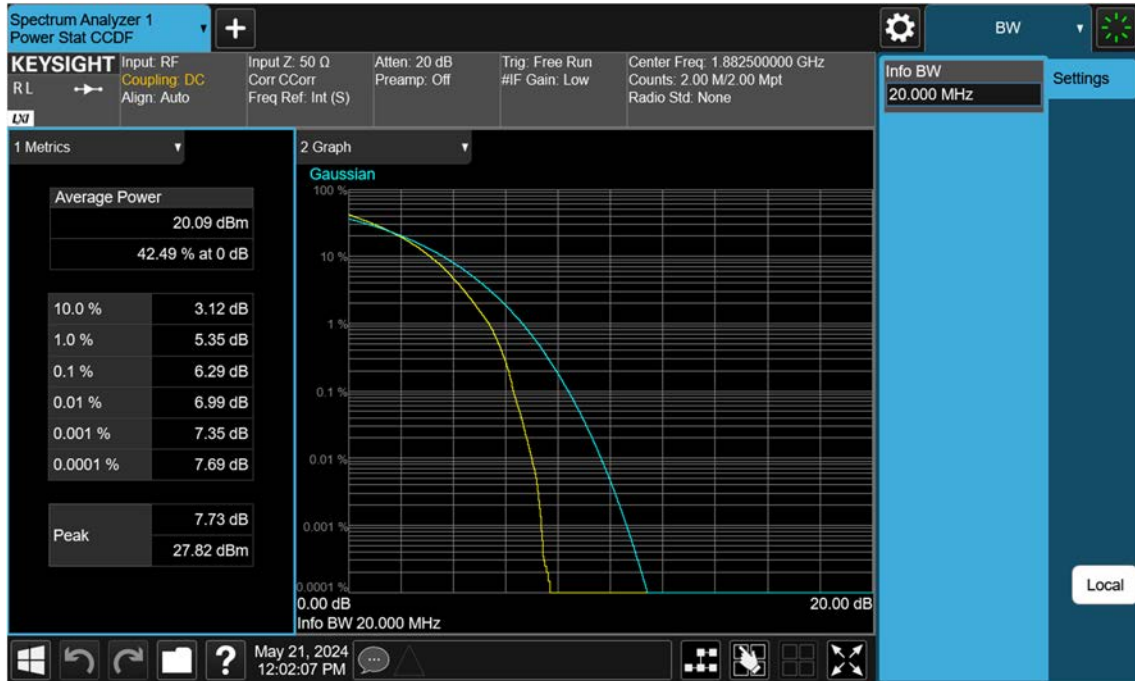 Spectrum Analyzer 1
Power Stat CCDF
+
BW
KEYSIGHT
RL
LXI
Input: RF
Coupling: DC
Align: Auto
Input Z: 50 Ω
Corr CCorr
Freq Ref: Int (S)
Atten: 20 dB
Preamp: Off
Trig: Free Run
#IF Gain: Low
Center Freq: 1.882500000 GHz
Counts: 2.00 M/2.00 Mpt
Radio Std: None
Info BW
20.000 MHz
Settings
1 Metrics
Average Power
20.09 dBm
42.49 % at 0 dB
10.0 % 3.12 dB
1.0 % 5.35 dB
0.1 % 6.29 dB
0.01 % 6.99 dB
0.001 % 7.35 dB
0.0001 % 7.69 dB
Peak
7.73 dB
27.82 dBm
2 Graph
Gaussian
100 %
10 %
1 %
0.1 %
0.01 %
0.001 %
0.0001 %
0.00 dB 20.00 dB
Info BW 20.000 MHz
Local
?
May 21, 2024
12:02:07 PM